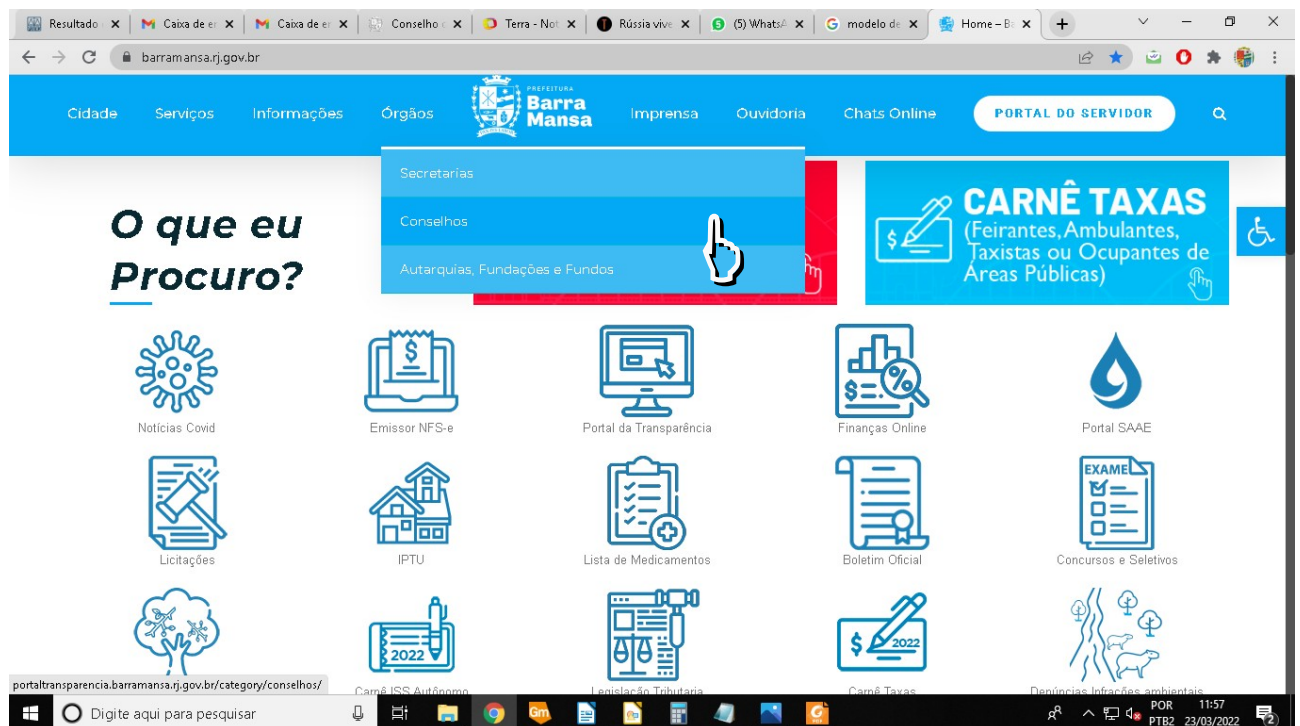 Resultado
Caixa de er
Caixa de er
Conselho
Terra - Not
Rússia vive
(5) WhatsA
modelo de
Home – Ba
barramansa.rj.gov.br
Cidade
Serviços
Informações
Órgãos
PREFEITURA
Barra
Mansa
Imprensa
Ouvidoria
Chats Online
PORTAL DO SERVIDOR
Secretarias
Conselhos
Autarquias, Fundações e Fundos
O que eu
Procuro?
CARNÊ TAXAS
(Feirantes, Ambulantes,
Taxistas ou Ocupantes de
Áreas Públicas)
Notícias Covid
Emissor NFS-e
Portal da Transparência
Finanças Online
Portal SAAE
EXAME
Licitações
IPTU
Lista de Medicamentos
Boletim Oficial
Concursos e Seletivos
2022
2022
Carnê ISS Autônomo
Legislação Tributaria
Carnê Taxas
Denúncias Infrações ambientais
portaltransparencia.barramansa.rj.gov.br/category/conselhos/
Digite aqui para pesquisar
Gm
POR
PTB2
11:57
23/03/2022